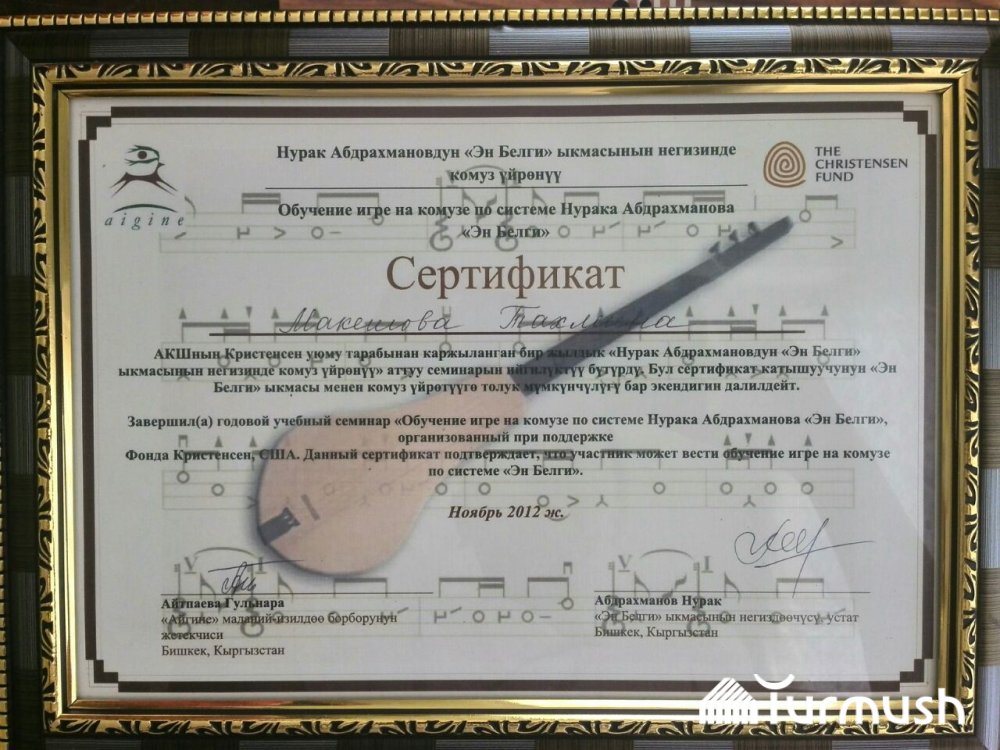 Нурак Абдрахмановдун «Эн Белги» ыкмасынын негизинде
комуз үйрөнүү
aigine
THE
CHRISTENSEN
FUND
Обучение игре на комузе по системе Нурака Абдрахманова
«Эн Белги»
Сертификат
Макешова Тахмина
АКШнын Кристенсен уюму тарабынан каржыланган бир жылдык «Нурак Абдрахмановдун «Эн Белги»
ыкмасынын негизинде комуз үйрөнүү» аттуу семинарын ийгиликтүү бүтүрдү. Бул сертификат катышуучунун «Эн
Белги» ыкмасы менен комуз үйрөтүүгө толук мүмкүнчүлүгү бар экендигин далилдейт.
Завершил(а) годовой учебный семинар «Обучение игре на комузе по системе Нурака Абдрахманова «Эн Белги»,
организованный при поддержке
Фонда Кристенсен, США. Данный сертификат подтверждает, что участник может вести обучение игре на комузе
по системе «Эн Белги».
Ноябрь 2012 ж.
V I
V I
Айтпаева Гульнара
«Айгине» маданий-изилдөө борборунун
жетекчиси
Бишкек, Кыргызстан
Абдрахманов Нурак
«Эн Белги» ыкмасынын негиздөөчүсү, устат
Бишкек, Кыргызстан
turmush